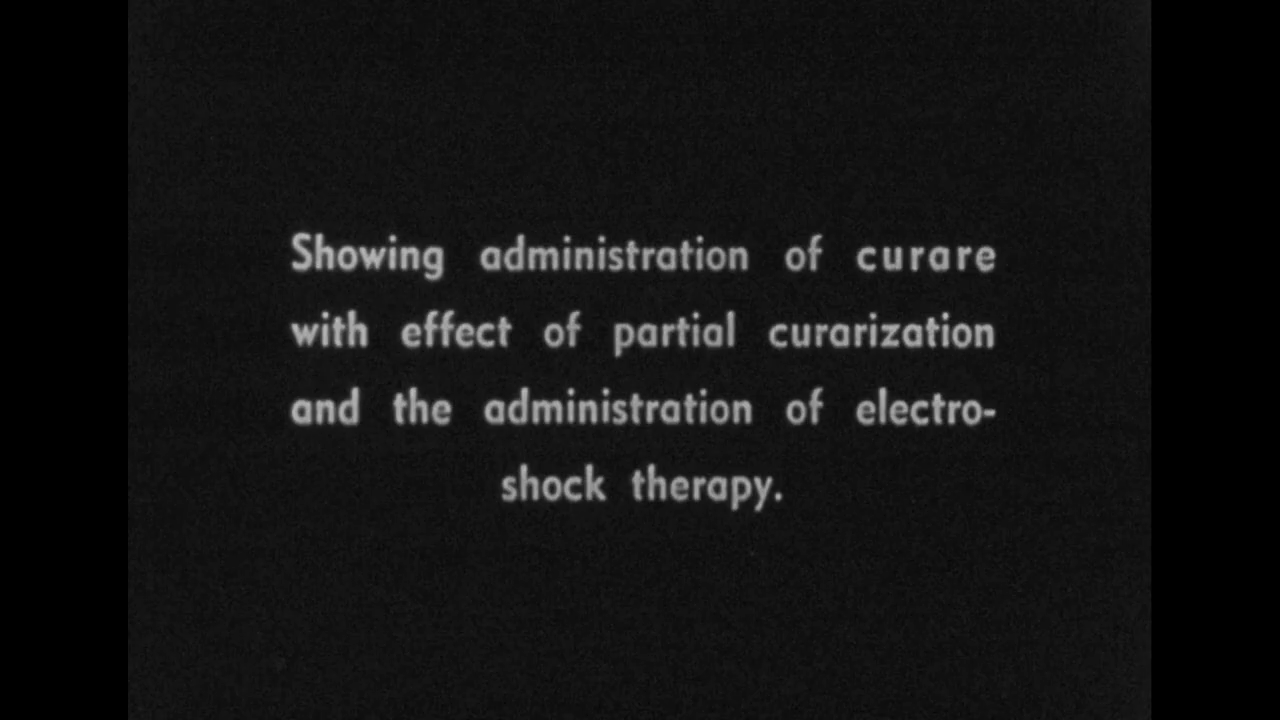 Showing administration of curare
with effect of partial curarization
and the administration of electro-
shock therapy.